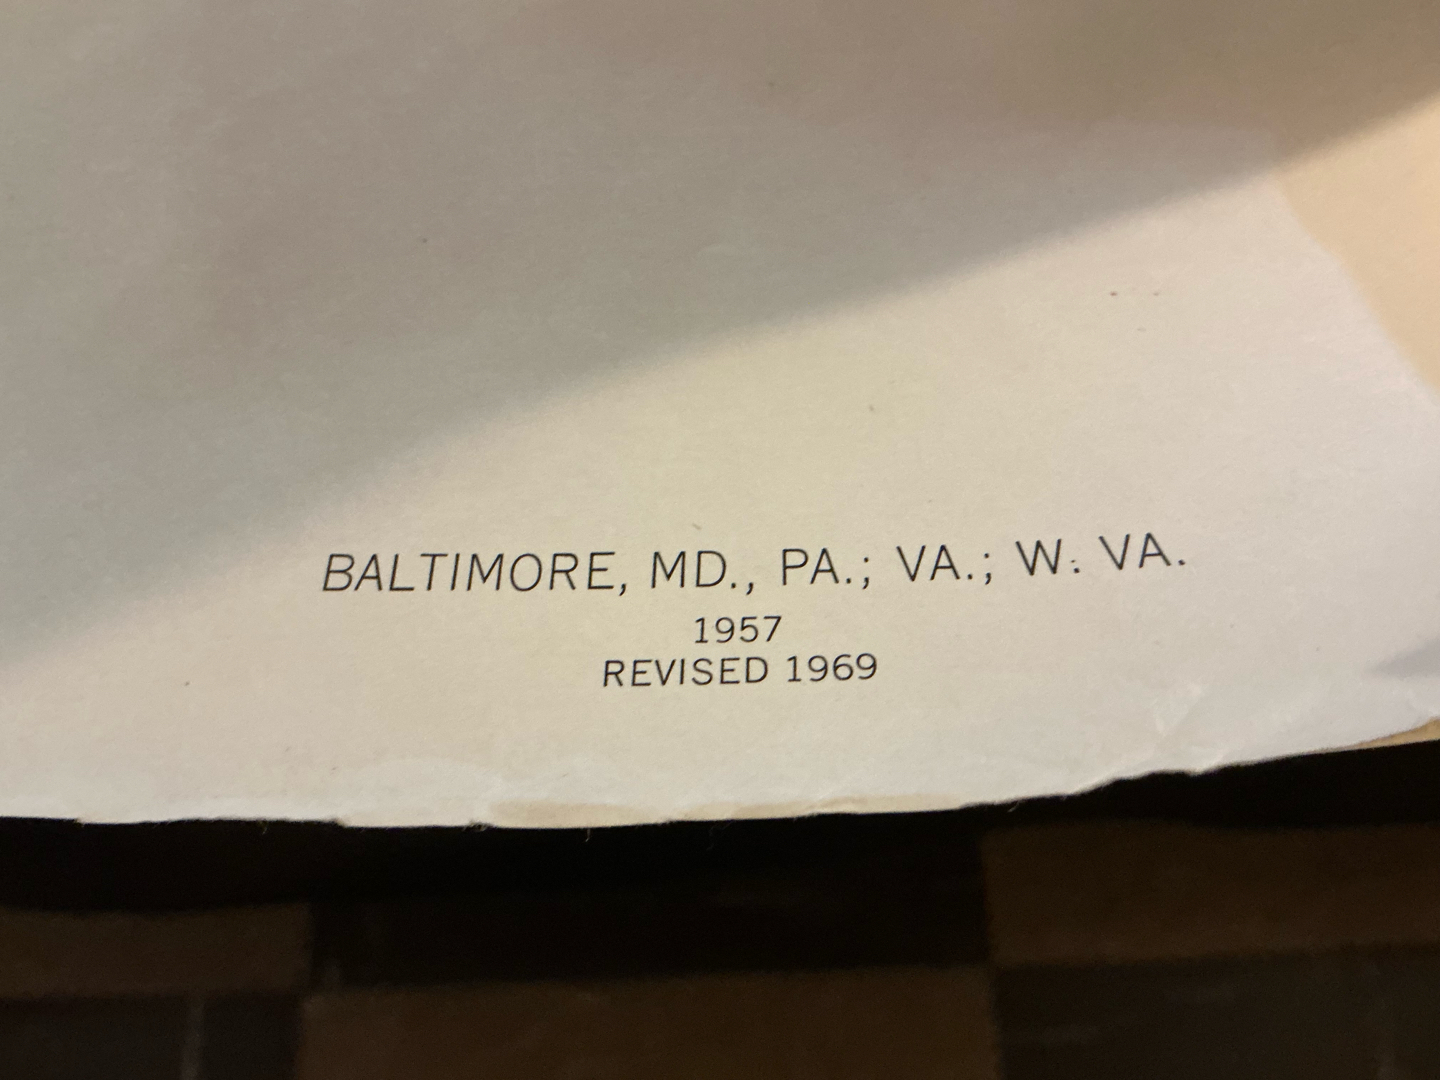 BALTIMORE, MD., PA.; VA.; W. VA.
1957
REVISED 1969